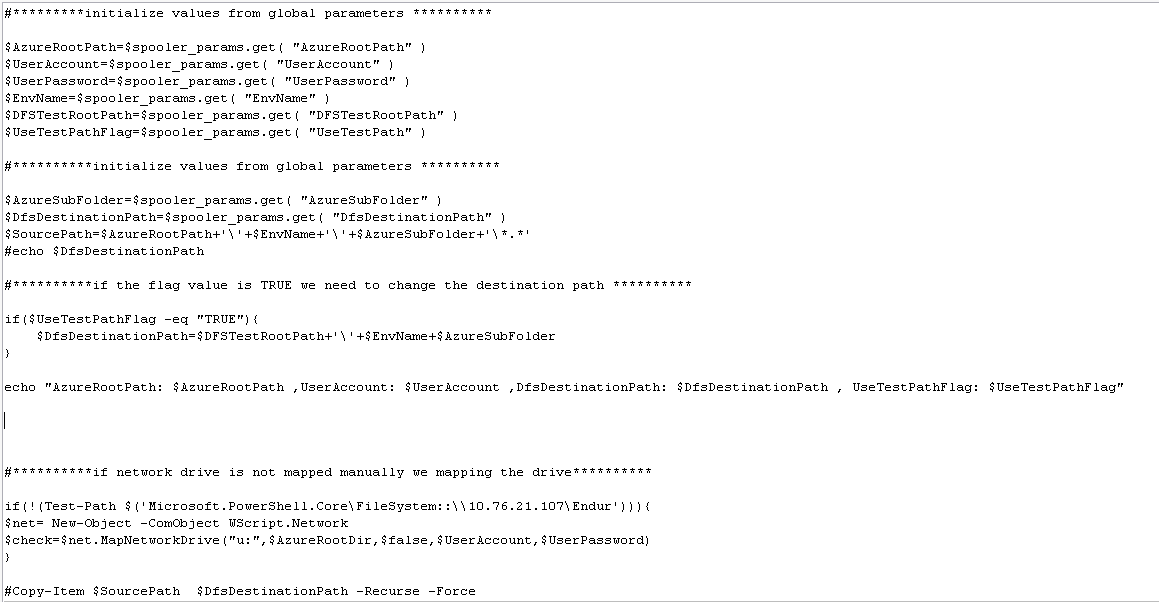 #*********initialize values from global parameters **********
$AzureRootPath=$spooler_params.get( "AzureRootPath" )
$UserAccount=$spooler_params.get( "UserAccount" )
$UserPassword=$spooler_params.get( "UserPassword" )
$EnvName=$spooler_params.get( "EnvName" )
$DFSTestRootPath=$spooler_params.get( "DFSTestRootPath" )
$UseTestPathFlag=$spooler_params.get( "UseTestPath" )
#**********initialize values from global parameters **********
$AzureSubFolder=$spooler_params.get( "AzureSubFolder" )
$DfsDestinationPath=$spooler_params.get( "DfsDestinationPath" )
$SourcePath=$AzureRootPath+'\'+$EnvName+'\'+$AzureSubFolder+'\*.*'
#echo $DfsDestinationPath
#**********if the flag value is TRUE we need to change the destination path **********
if($UseTestPathFlag -eq "TRUE"){
    $DfsDestinationPath=$DFSTestRootPath+'\'+$EnvName+$AzureSubFolder
}
echo "AzureRootPath: $AzureRootPath ,UserAccount: $UserAccount ,DfsDestinationPath: $DfsDestinationPath , UseTestPathFlag: $UseTestPathFlag"
#**********if network drive is not mapped manually we mapping the drive**********
if(!(Test-Path $('Microsoft.PowerShell.Core\FileSystem::\\10.76.21.107\Endur'))){
$net= New-Object -ComObject WScript.Network
$check=$net.MapNetworkDrive("u:",$AzureRootDir,$false,$UserAccount,$UserPassword)
}
#Copy-Item $SourcePath  $DfsDestinationPath -Recurse -Force